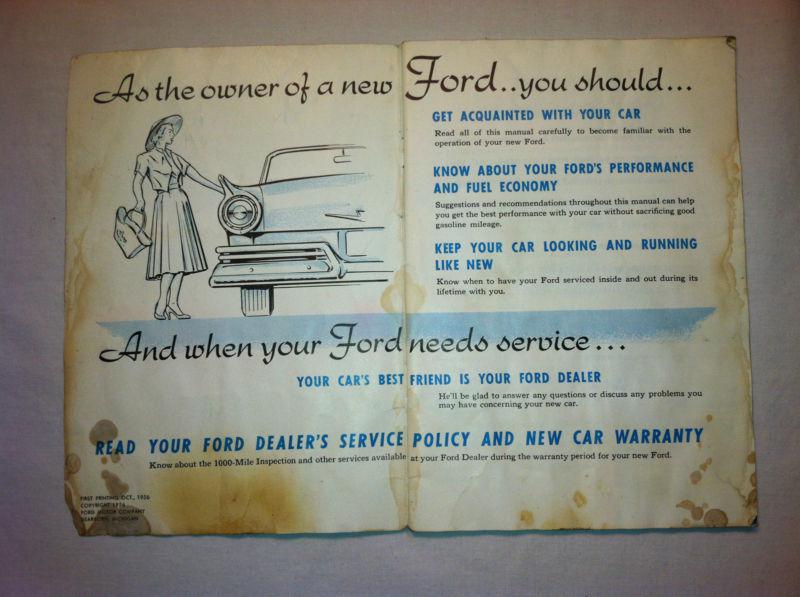 As the owner of a new Ford..you should...
GET ACQUAINTED WITH YOUR CAR
Read all of this manual carefully to become familiar with the
operation of your new Ford.
KNOW ABOUT YOUR FORD'S PERFORMANCE
AND FUEL ECONOMY
Suggestions and recommendations throughout this manual can help
you get the best performance with your car without sacrificing good
gasoline mileage.
KEEP YOUR CAR LOOKING AND RUNNING
LIKE NEW
Know when to have your Ford serviced inside and out during its
lifetime with you.
And when your Ford needs service...
YOUR CAR'S BEST FRIEND IS YOUR FORD DEALER
He'll be glad to answer any questions or discuss any problems you
may have concerning your new car.
READ YOUR FORD DEALER'S SERVICE POLICY AND NEW CAR WARRANTY
Know about the 1000-Mile Inspection and other services available at your Ford Dealer during the warranty period for your new Ford.
FIRST PRINTING OCT., 1956
COPYRIGHT 1956
FORD MOTOR COMPANY
DEARBORN, MICHIGAN